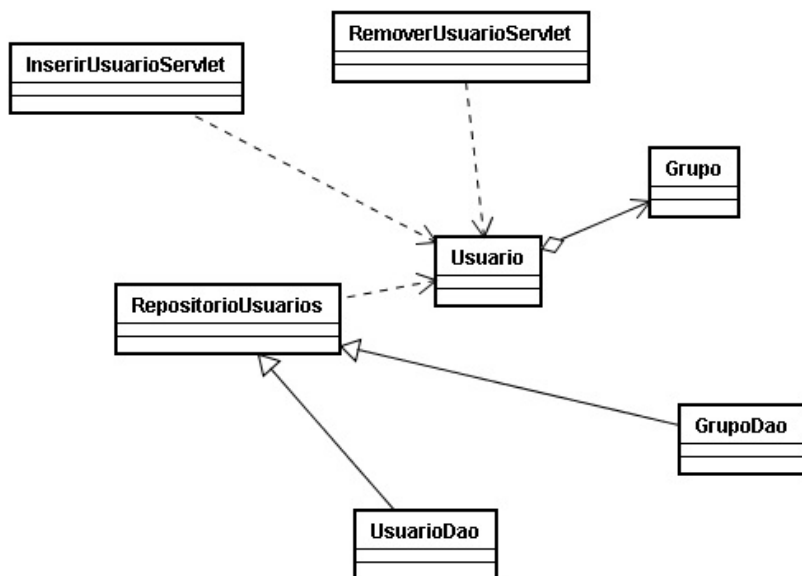 RemoverUsuarioServlet
InserirUsuarioServlet
Grupo
Usuario
RepositorioUsuarios
GrupoDao
UsuarioDao